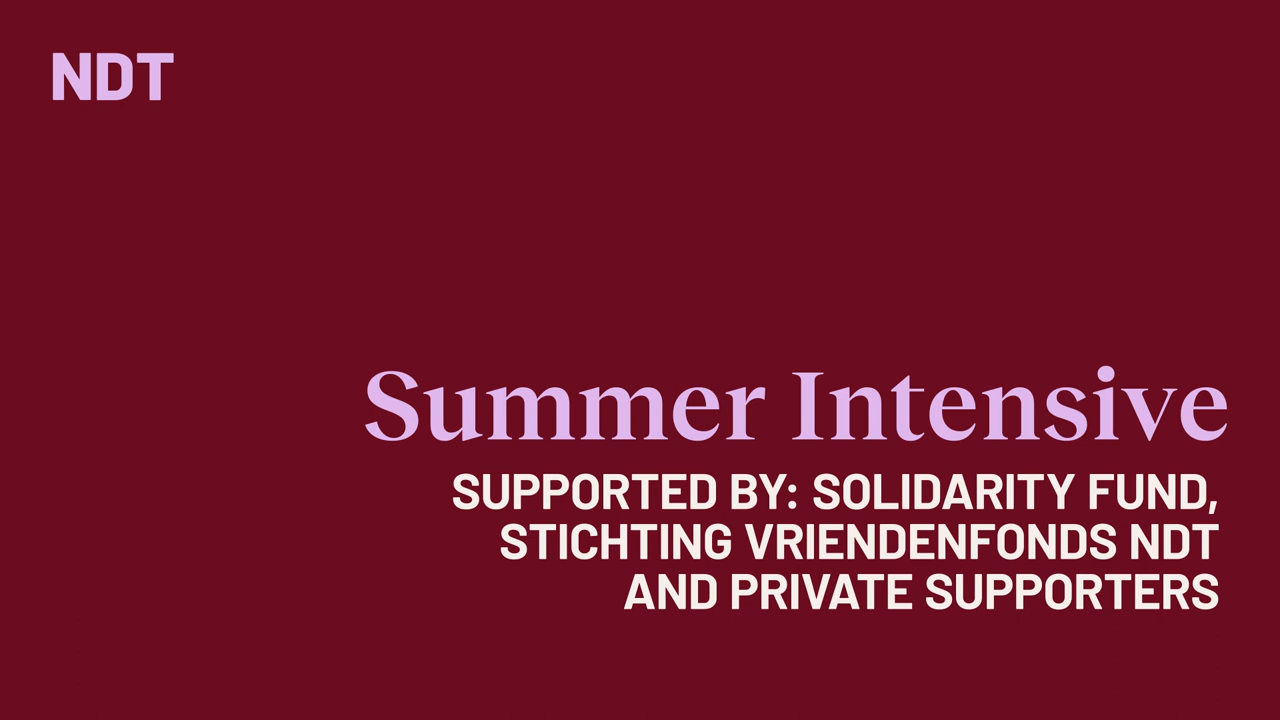 NDT
Summer Intensive
SUPPORTED BY: SOLIDARITY FUND,
STICHTING VRIENDENFONDS NDT
AND PRIVATE SUPPORTERS